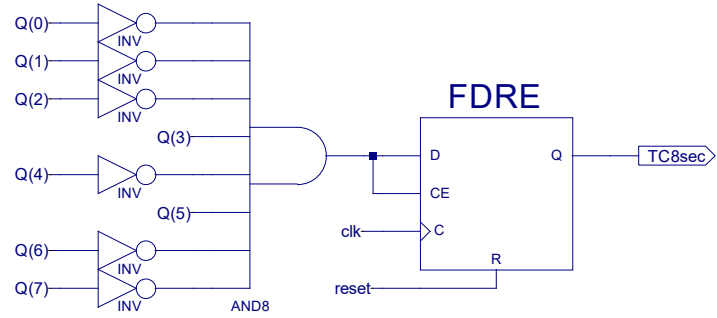 Q(0)
INV
Q(1)
INV
Q(2)
INV
Q(3)
Q(4)
INV
Q(5)
Q(6)
INV
Q(7)
INV
AND8
FDRE
D
Q
CE
clk
C
R
reset
TC8sec